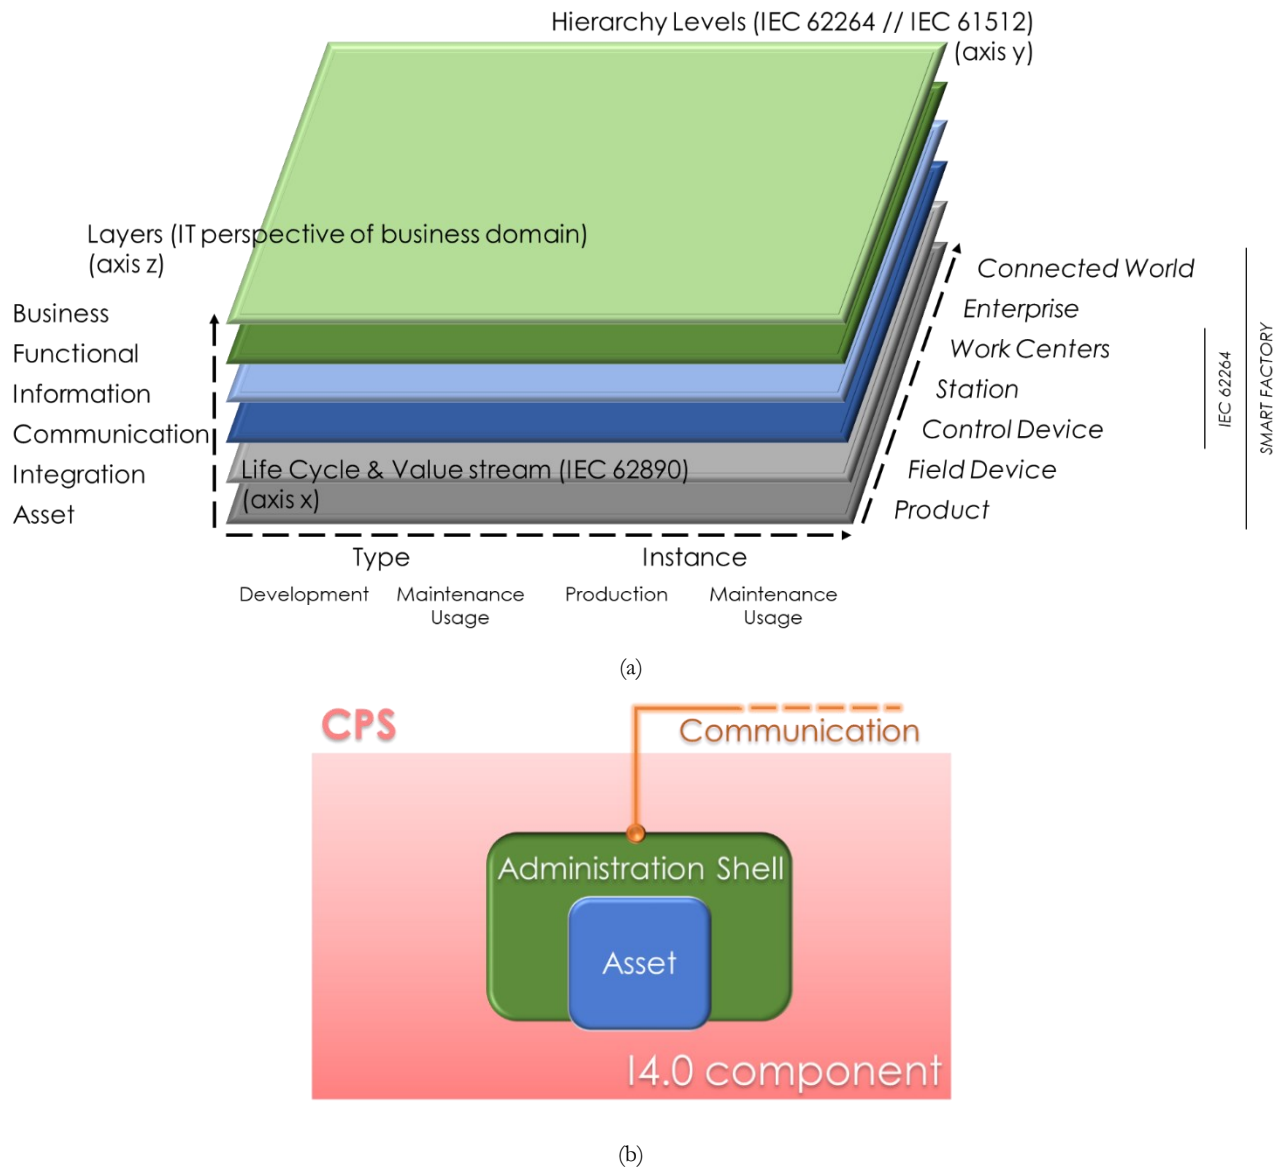 Hierarchy Levels (IEC 62264 // IEC 61512)
(axis y)
Layers (IT perspective of business domain)
(axis z)
Business
Functional
Information
Communication
Integration
Asset
Life Cycle & Value stream (IEC 62890)
(axis x)
Connected World
Enterprise
Work Centers
Station
Control Device
Field Device
Product
IEC 62264
SMART FACTORY
Type
Instance
Development
Maintenance
Usage
Production
Maintenance
Usage
(a)
CPS
Communication
Administration Shell
Asset
I4.0 component
(b)